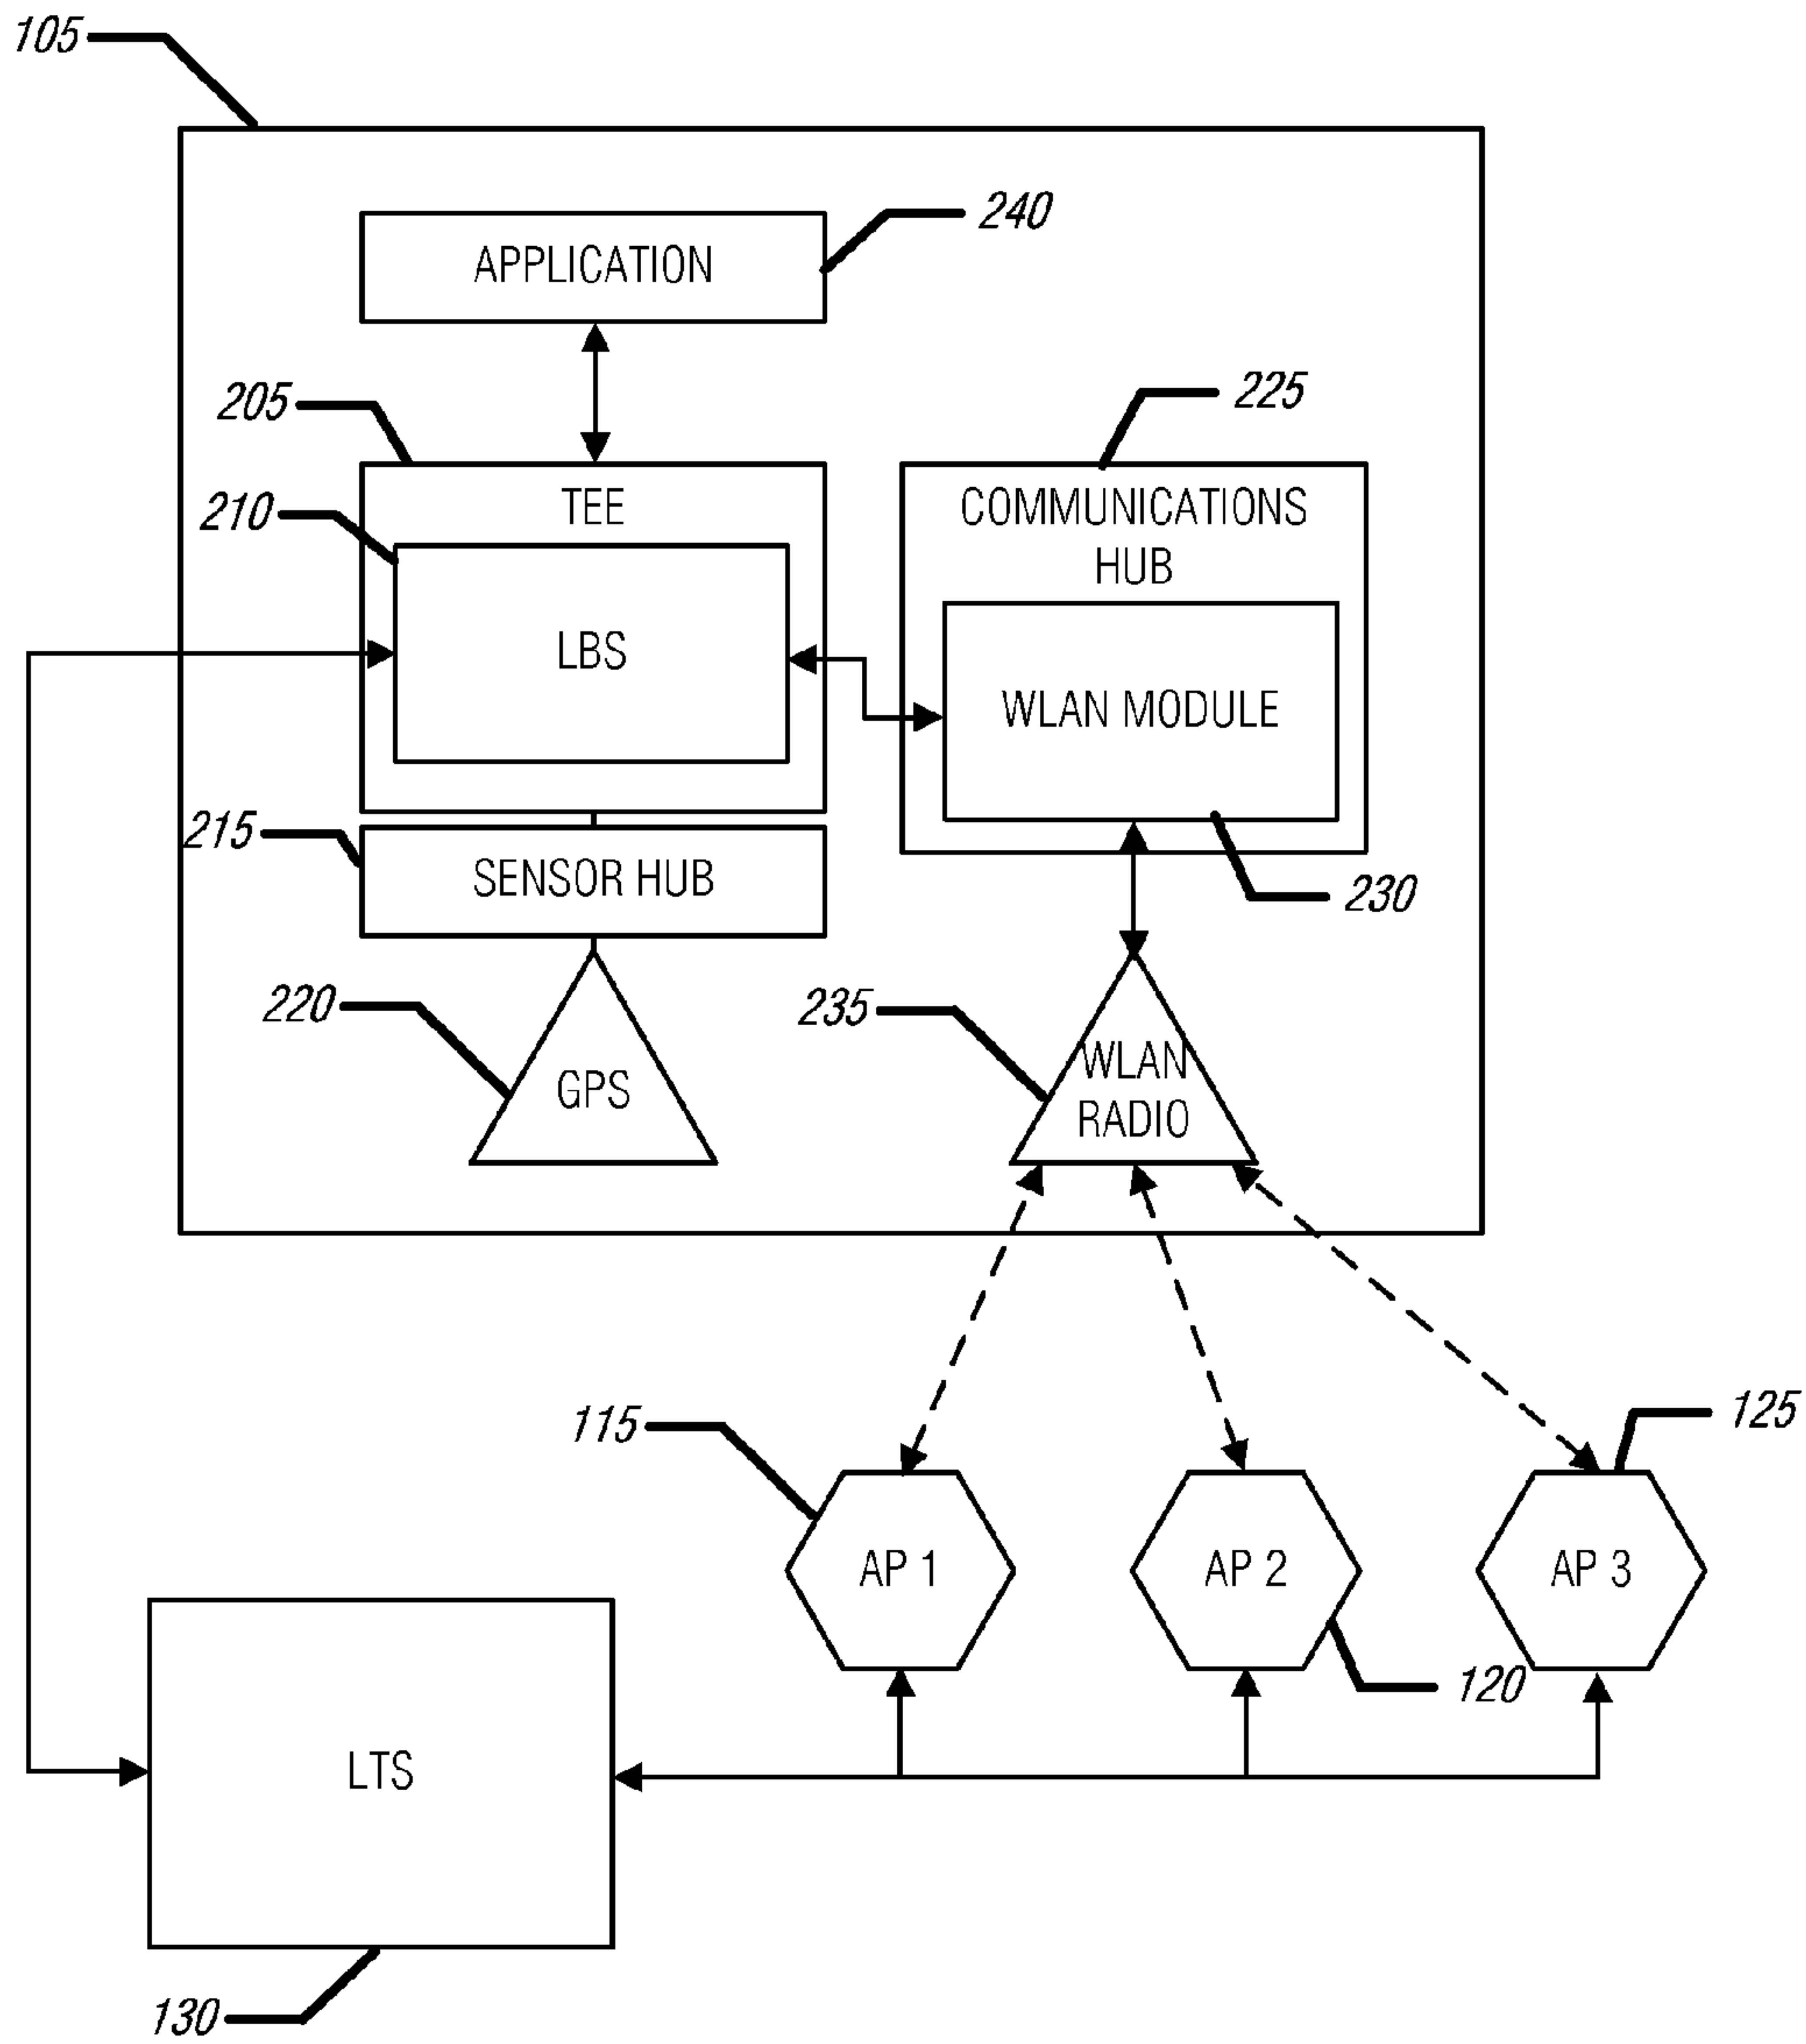 105
240
APPLICATION
205
225
TEE
COMMUNICATIONS
HUB
210
LBS
WLAN MODULE
215
SENSOR HUB
230
220
GPS
235
WLAN
RADIO
115
125
AP 1
AP 2
AP 3
120
LTS
130